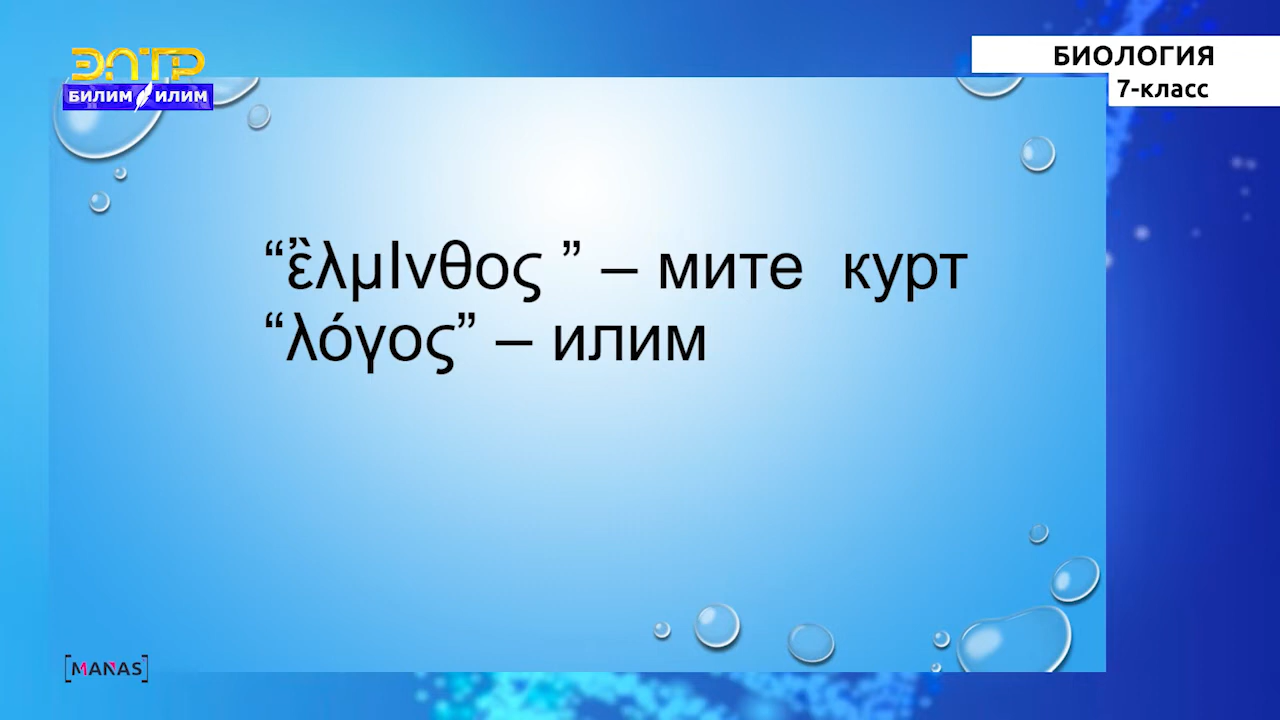 ЭЛТР
БИЛИМ ИЛИМ
БИОЛОГИЯ
7-класс
“ἒλμΙνθος ” – мите курт
“λόγος” – илим
[MANAS]